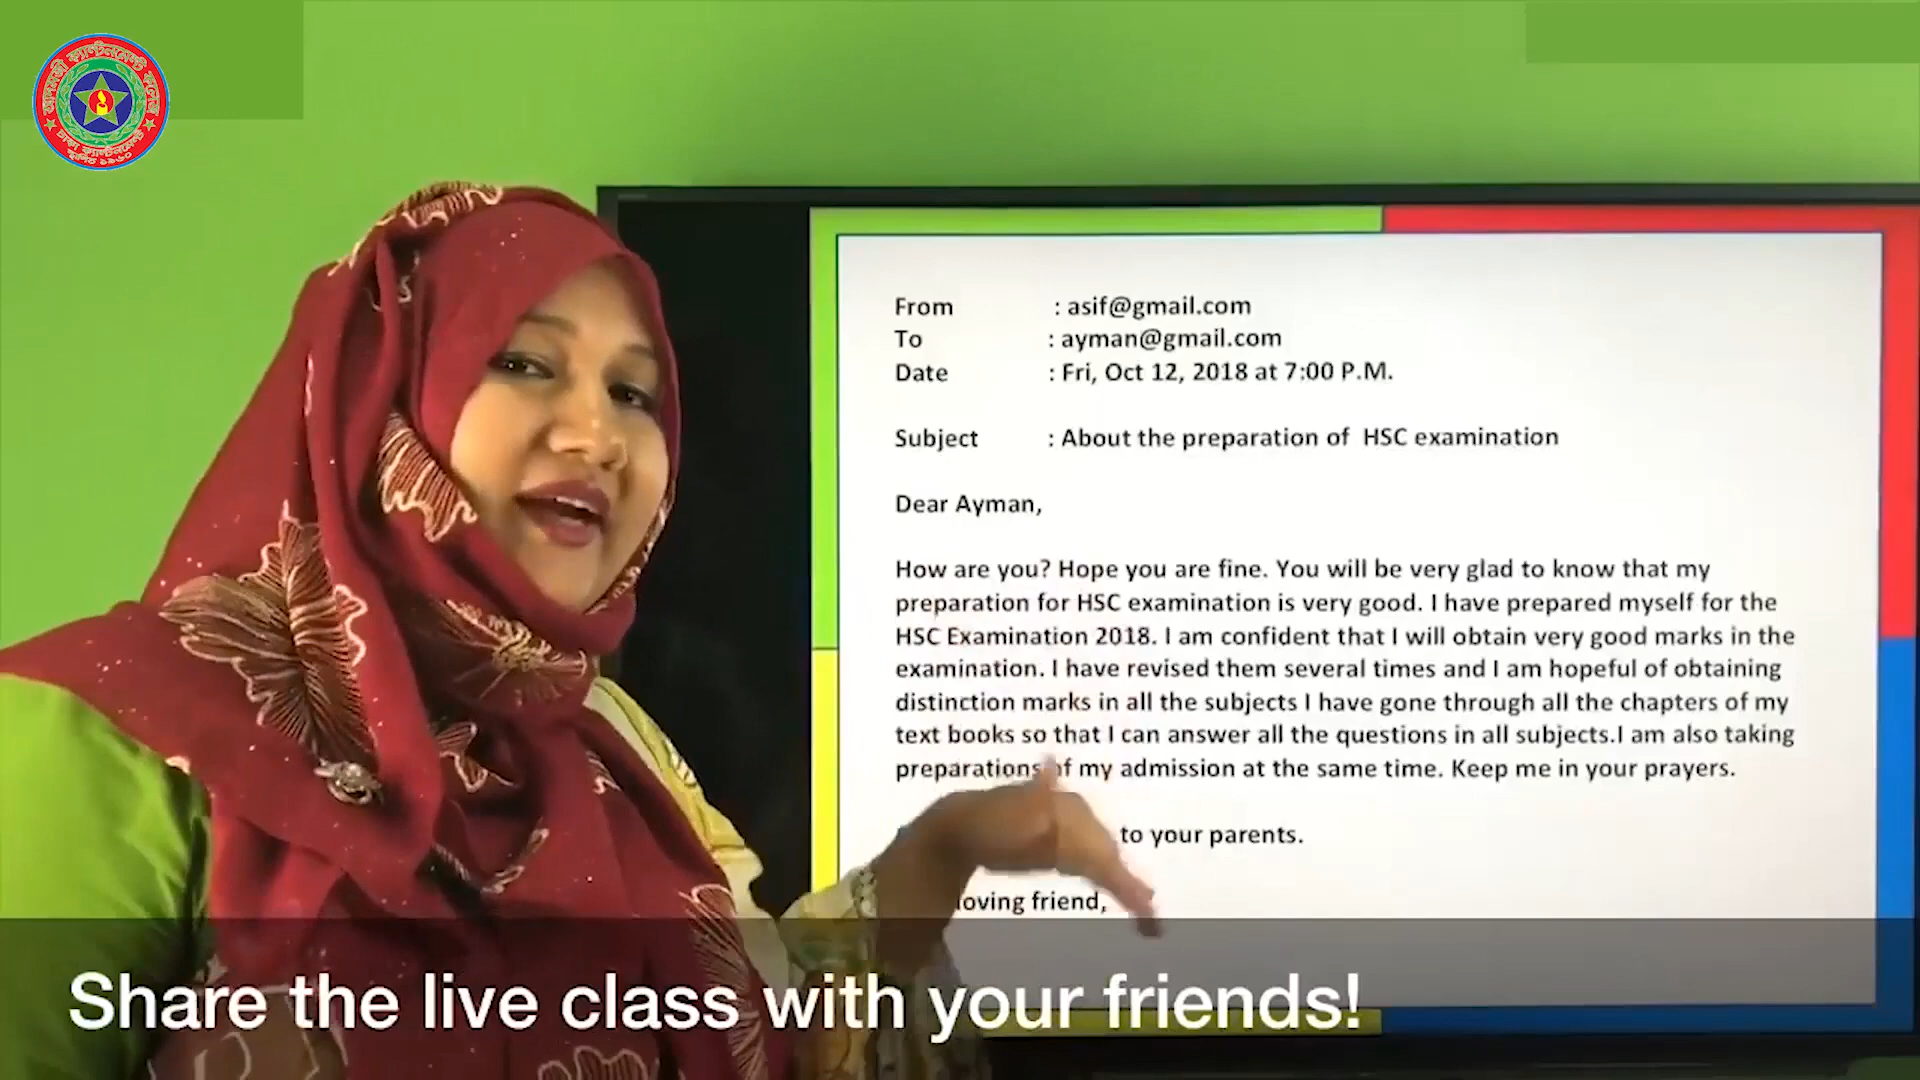 আদমজী ক্যান্টনমেন্ট কলেজ
ঢাকা ক্যান্টনমেন্ট
স্থাপিত ১৯৬০
From : asif@gmail.com
To : ayman@gmail.com
Date : Fri, Oct 12, 2018 at 7:00 P.M.
Subject : About the preparation of HSC examination
Dear Ayman,
How are you? Hope you are fine. You will be very glad to know that my
preparation for HSC examination is very good. I have prepared myself for the
HSC Examination 2018. I am confident that I will obtain very good marks in the
examination. I have revised them several times and I am hopeful of obtaining
distinction marks in all the subjects I have gone through all the chapters of my
text books so that I can answer all the questions in all subjects.I am also taking
preparations of my admission at the same time. Keep me in your prayers.
to your parents.
loving friend,
Share the live class with your friends!